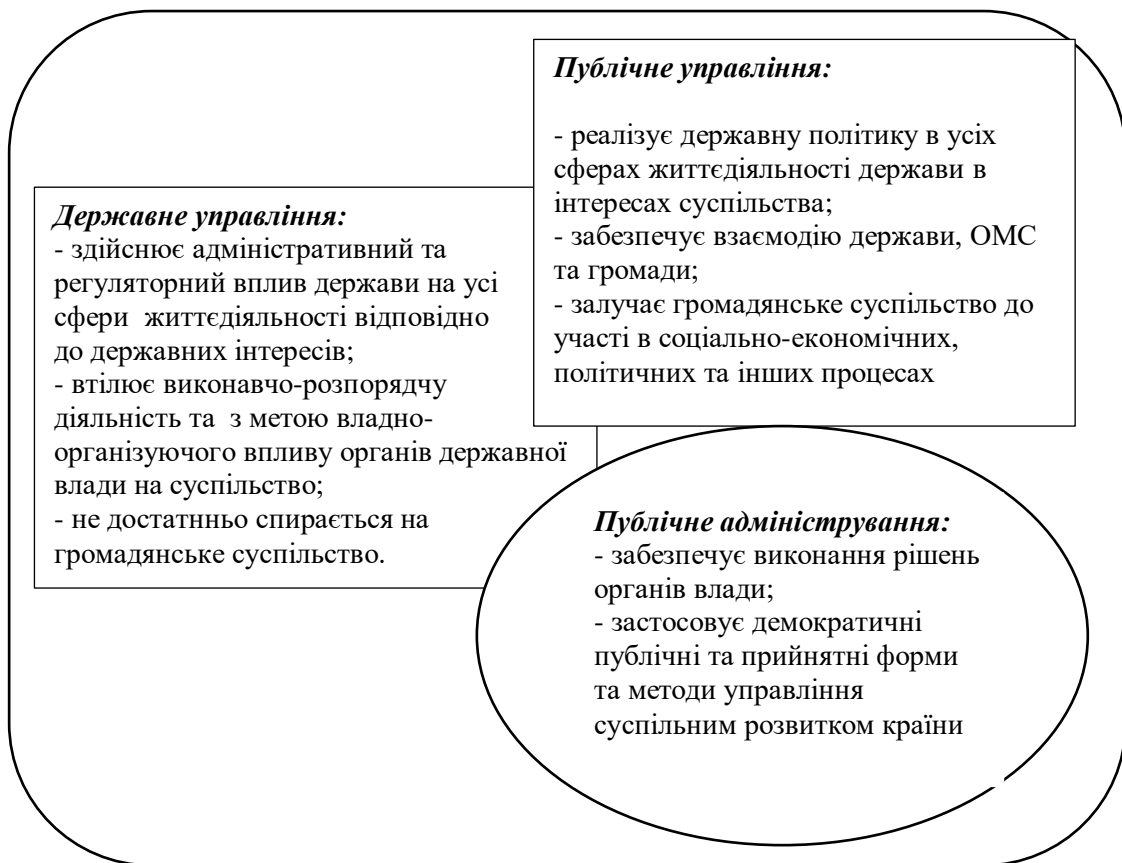 Публічне управління:
- реалізує державну політику в усіх
сферах життєдіяльності держави в
інтересах суспільства;
- забезпечує взаємодію держави, ОМС
та громади;
- залучає громадянське суспільство до
участі в соціально-економічних,
політичних та інших процесах
Державне управління:
- здійснює адміністративний та
регуляторний вплив держави на усі
сфери життєдіяльності відповідно
до державних інтересів;
- втілює виконавчо-розпорядчу
діяльність та з метою владно-
організуючого впливу органів державної
влади на суспільство;
- не достатнньо спирається на
громадянське суспільство.
Публічне адміністрування:
- забезпечує виконання рішень
органів влади;
- застосовує демократичні
публічні та прийнятні форми
та методи управління
суспільним розвитком країни